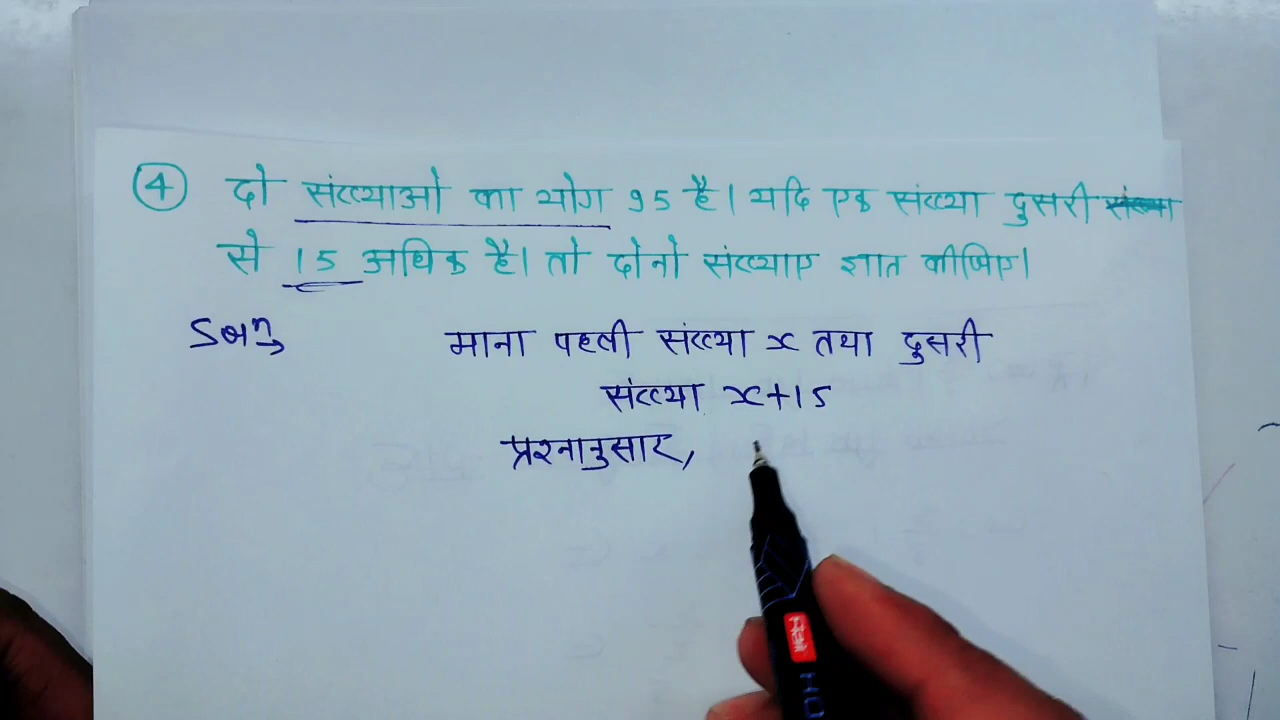 ④ दो संख्याओ का योग 95 है। यदि एक संख्या दुसरी
से 15 अधिक है। तो दोनो संख्याए ज्ञात कीजिए।
Soln माना पहली संख्या x तथा दुसरी
संख्या x+15
प्रश्नानुसार,